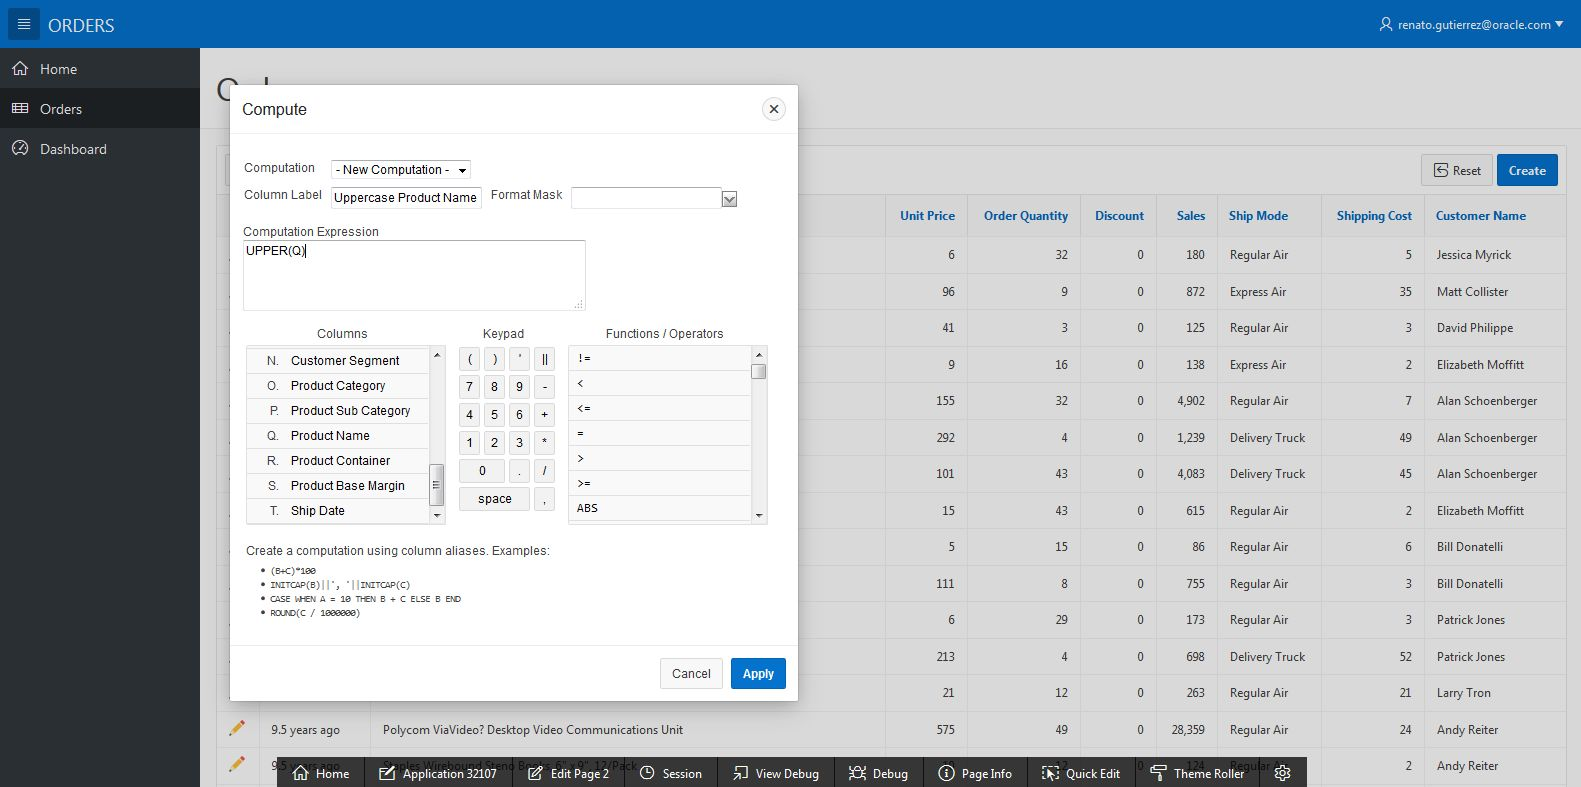 ORDERS
renato.gutierrez@oracle.com
Home
Orders
Dashboard
Compute
Computation - New Computation -
Column Label Uppercase Product Name Format Mask
Computation Expression
UPPER(Q)
Columns Keypad Functions / Operators
N. Customer Segment
O. Product Category
P. Product Sub Category
Q. Product Name
R. Product Container
S. Product Base Margin
T. Ship Date
( ) ' ||
7 8 9 -
4 5 6 +
1 2 3 *
0 . /
space ,
!=
<
<=
=
>
>=
ABS
Create a computation using column aliases. Examples:
(B+C)*100
INITCAP(B)||', '||INITCAP(C)
CASE WHEN A = 10 THEN B + C ELSE B END
ROUND(C / 1000000)
Cancel Apply
Reset Create
Unit Price Order Quantity Discount Sales Ship Mode Shipping Cost Customer Name
6 32 0 180 Regular Air 5 Jessica Myrick
96 9 0 872 Express Air 35 Matt Collister
41 3 0 125 Regular Air 3 David Philippe
9 16 0 138 Express Air 2 Elizabeth Moffitt
155 32 0 4,902 Regular Air 7 Alan Schoenberger
292 4 0 1,239 Delivery Truck 49 Alan Schoenberger
101 43 0 4,083 Delivery Truck 45 Alan Schoenberger
15 43 0 615 Regular Air 2 Elizabeth Moffitt
5 15 0 86 Regular Air 6 Bill Donatelli
111 8 0 755 Regular Air 3 Bill Donatelli
6 29 0 173 Regular Air 3 Patrick Jones
213 4 0 698 Delivery Truck 52 Patrick Jones
21 12 0 263 Regular Air 21 Larry Tron
9.5 years ago Polycom ViaVideo? Desktop Video Communications Unit 575 49 0 28,359 Regular Air 24 Andy Reiter
9.5 years ago Staples Wirebound Steno Books, 6" x 9", 12/Pack 12 0 124 Regular Air 2 Andy Reiter
Home Application 32107 Edit Page 2 Session View Debug Debug Page Info Quick Edit Theme Roller